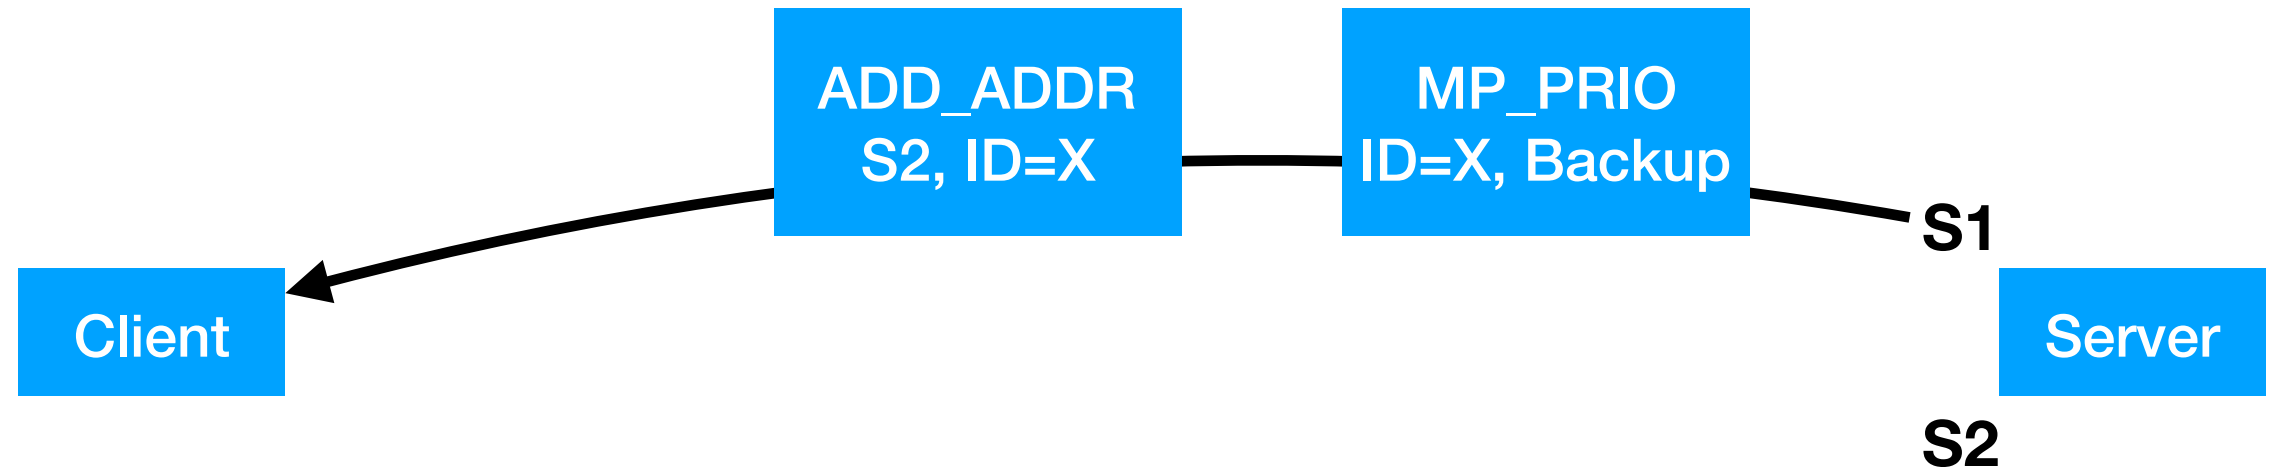 ADD_ADDR
S2, ID=X
MP_PRIO
ID=X, Backup
S1
Client
Server
S2